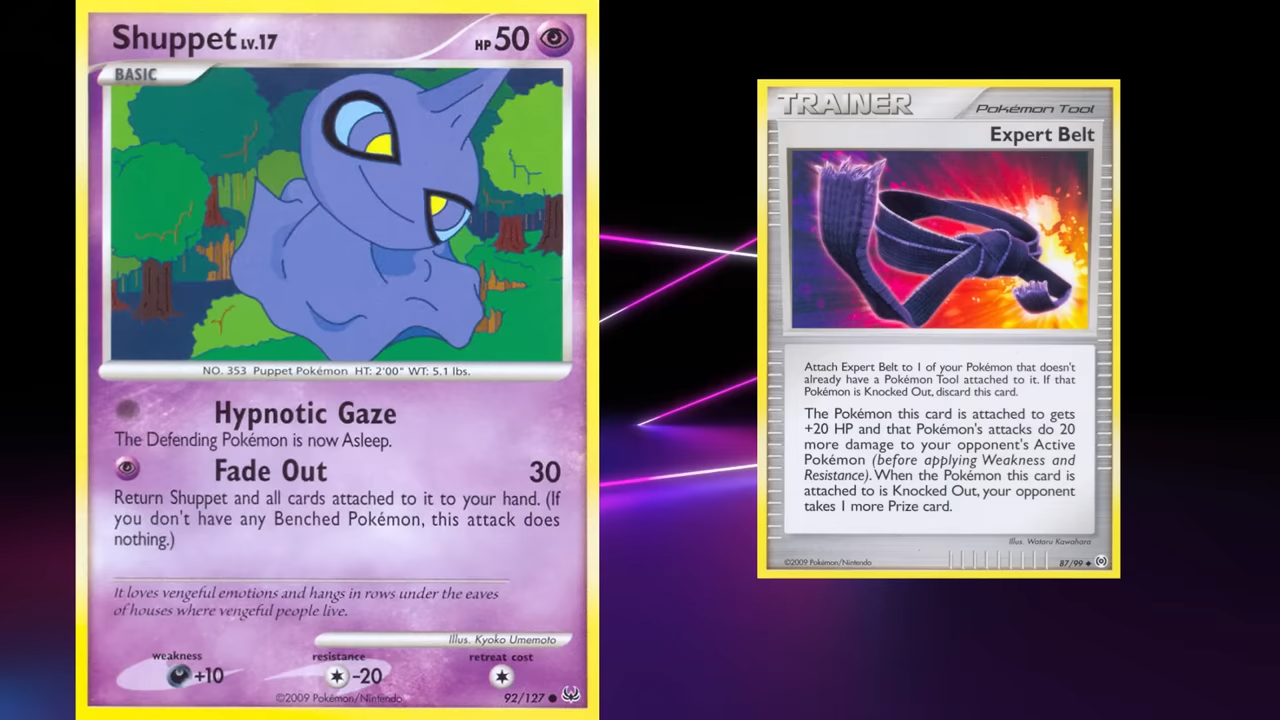 Shuppet LV.17
HP 50
BASIC
NO. 353 Puppet Pokémon HT: 2'00" WT: 5.1 lbs.
Hypnotic Gaze
The Defending Pokémon is now Asleep.
Fade Out 30
Return Shuppet and all cards attached to it to your hand. (If
you don't have any Benched Pokémon, this attack does
nothing.)
It loves vengeful emotions and hangs in rows under the eaves
of houses where vengeful people live.
Illus. Kyoko Umemoto
weakness resistance retreat cost
+10 -20
©2009 Pokémon/Nintendo 92/127
TRAINER Pokémon Tool
Expert Belt
Attach Expert Belt to 1 of your Pokémon that doesn't
already have a Pokémon Tool attached to it. If that
Pokémon is Knocked Out, discard this card.
The Pokémon this card is attached to gets
+20 HP and that Pokémon's attacks do 20
more damage to your opponent's Active
Pokémon (before applying Weakness and
Resistance). When the Pokémon this card is
attached to is Knocked Out, your opponent
takes 1 more Prize card.
Illus. Wataru Kawahara
©2009 Pokémon/Nintendo 87/99